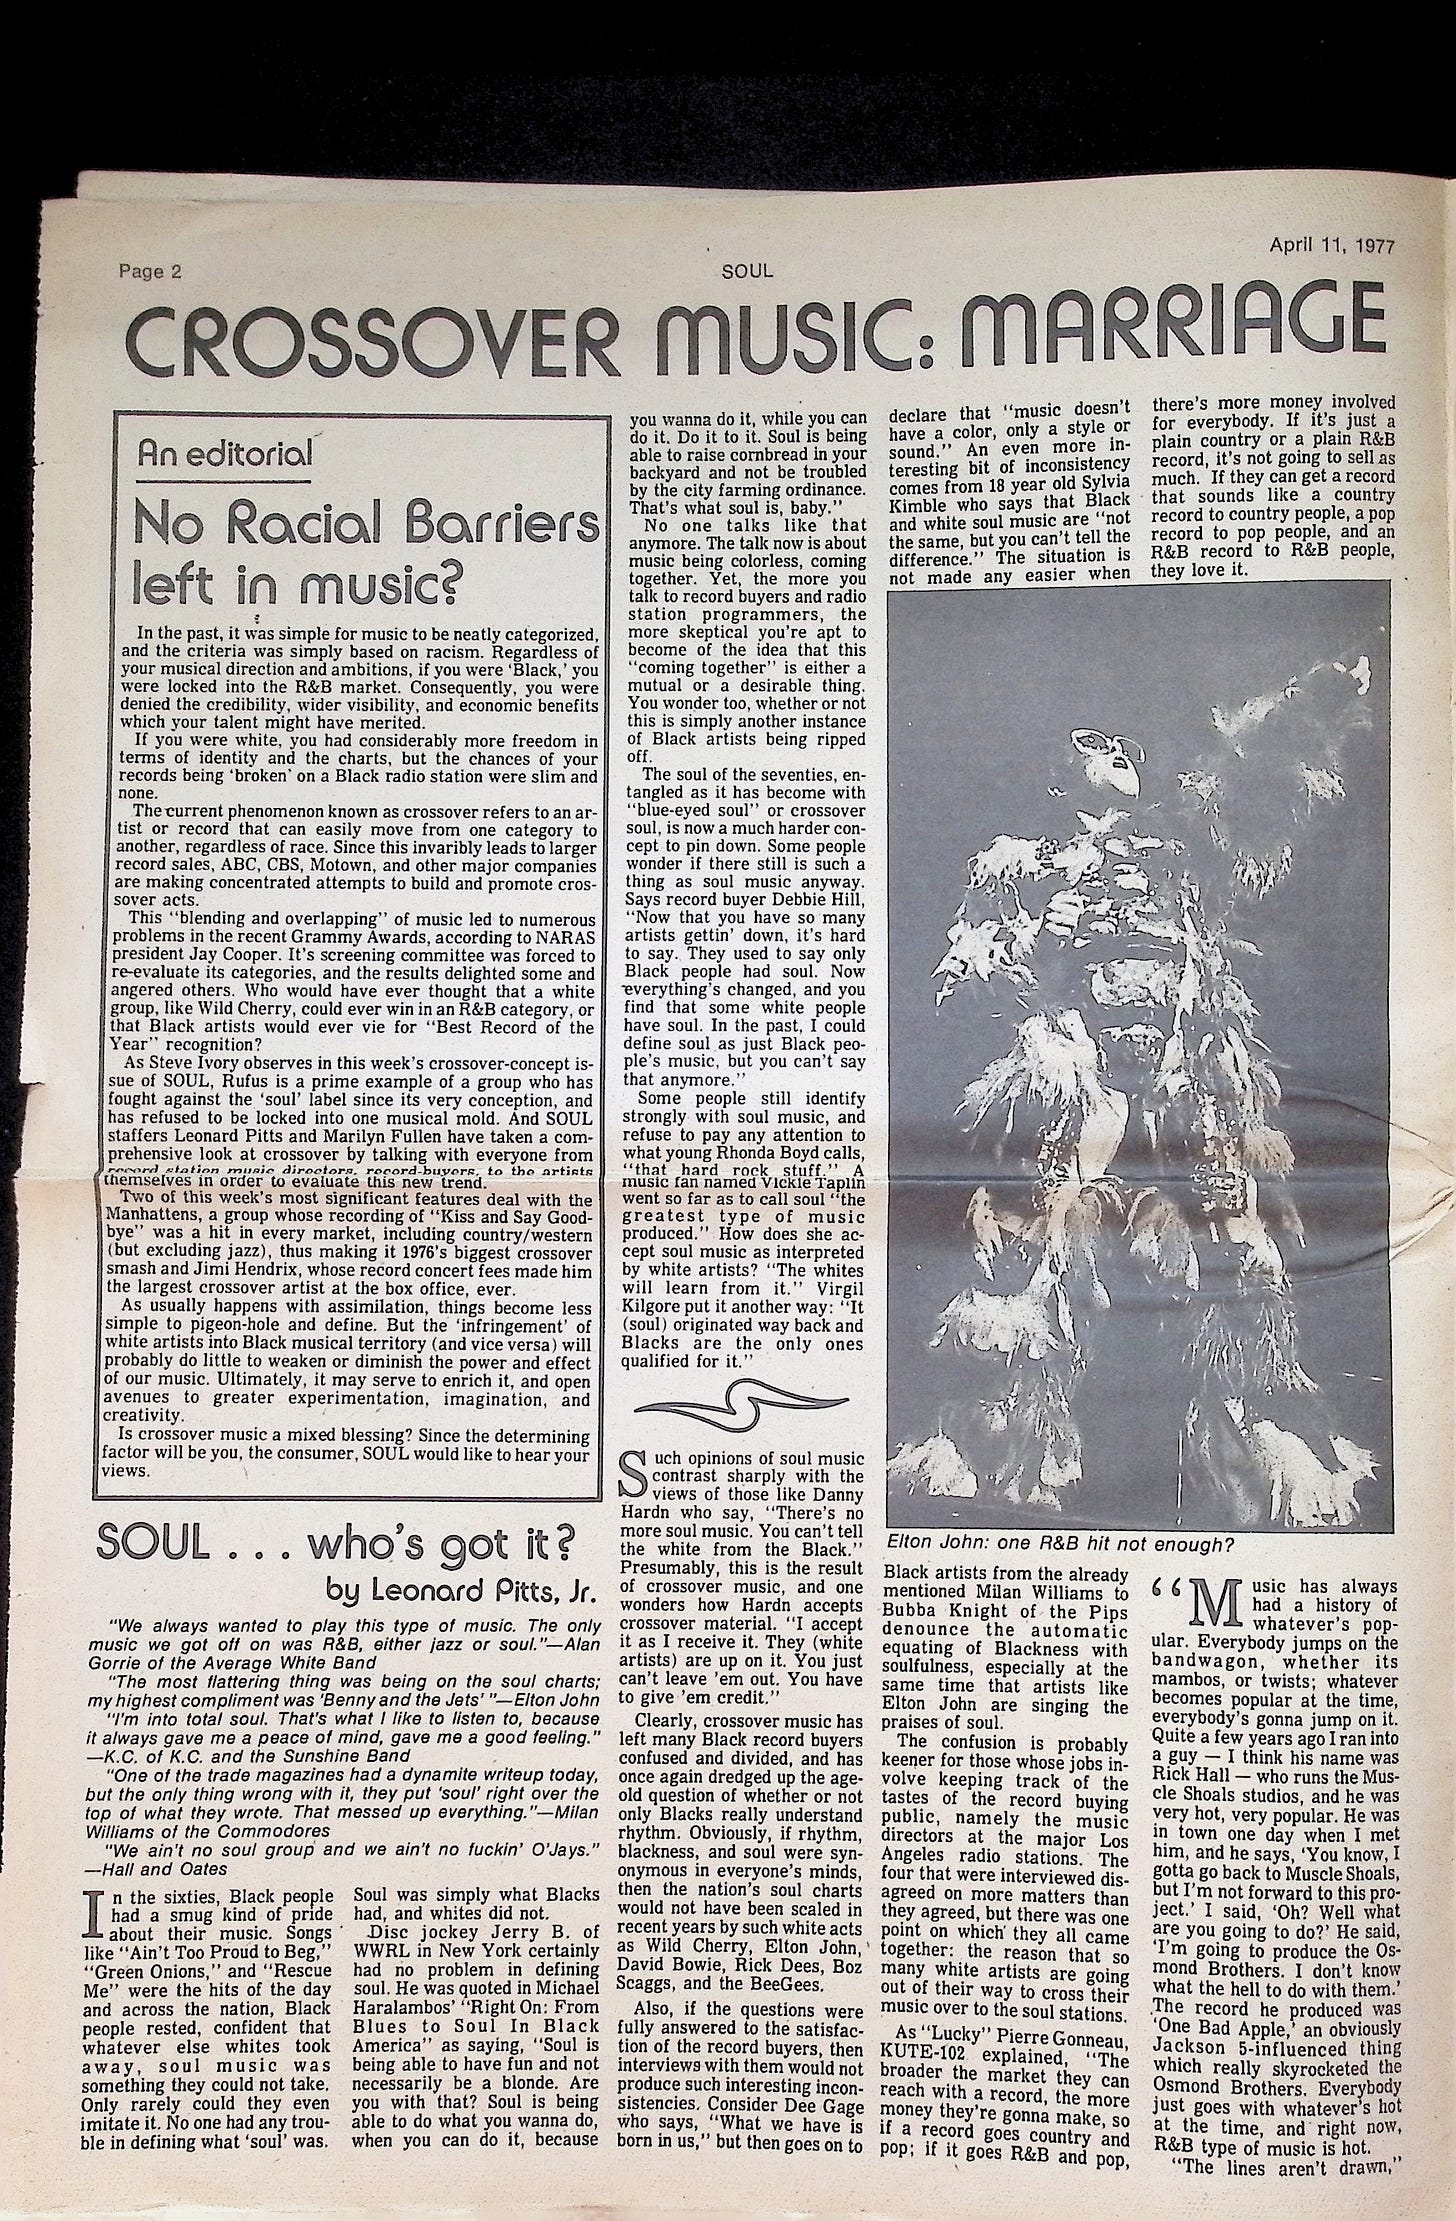 April 11, 1977
Page 2
SOUL
CROSSOVER MUSIC: MARRIAGE
An editorial
No Racial Barriers
left in music?
In the past, it was simple for music to be neatly categorized,
and the criteria was simply based on racism. Regardless of
your musical direction and ambitions, if you were 'Black,' you
were locked into the R&B market. Consequently, you were
denied the credibility, wider visibility, and economic benefits
which your talent might have merited.
If you were white, you had considerably more freedom in
terms of identity and the charts, but the chances of your
records being 'broken' on a Black radio station were slim and
none.
The current phenomenon known as crossover refers to an ar-
tist or record that can easily move from one category to
another, regardless of race. Since this invaribly leads to larger
record sales, ABC, CBS, Motown, and other major companies
are making concentrated attempts to build and promote cros-
sover acts.
This "blending and overlapping" of music led to numerous
problems in the recent Grammy Awards, according to NARAS
president Jay Cooper. It's screening committee was forced to
re-evaluate its categories, and the results delighted some and
angered others. Who would have ever thought that a white
group, like Wild Cherry, could ever win in an R&B category, or
that Black artists would ever vie for "Best Record of the
Year" recognition?
As Steve Ivory observes in this week's crossover-concept is-
sue of SOUL, Rufus is a prime example of a group who has
fought against the 'soul' label since its very conception, and
has refused to be locked into one musical mold. And SOUL
staffers Leonard Pitts and Marilyn Fullen have taken a com-
prehensive look at crossover by talking with everyone from
record station music directors, record-buyers, to the artists
themselves in order to evaluate this new trend.
Two of this week's most significant features deal with the
Manhattens, a group whose recording of "Kiss and Say Good-
bye" was a hit in every market, including country/western
(but excluding jazz), thus making it 1976's biggest crossover
smash and Jimi Hendrix, whose record concert fees made him
the largest crossover artist at the box office, ever.
As usually happens with assimilation, things become less
simple to pigeon-hole and define. But the 'infringement' of
white artists into Black musical territory (and vice versa) will
probably do little to weaken or diminish the power and effect
of our music. Ultimately, it may serve to enrich it, and open
avenues to greater experimentation, imagination, and
creativity.
Is crossover music a mixed blessing? Since the determining
factor will be you, the consumer, SOUL would like to hear your
views.
SOUL . . . who's got it?
by Leonard Pitts, Jr.
"We always wanted to play this type of music. The only
music we got off on was R&B, either jazz or soul."—Alan
Gorrie of the Average White Band
"The most flattering thing was being on the soul charts;
my highest compliment was 'Benny and the Jets' "—Elton John
"I'm into total soul. That's what I like to listen to, because
it always gave me a peace of mind, gave me a good feeling."
—K.C. of K.C. and the Sunshine Band
"One of the trade magazines had a dynamite writeup today,
but the only thing wrong with it, they put 'soul' right over the
top of what they wrote. That messed up everything."—Milan
Williams of the Commodores
"We ain't no soul group and we ain't no fuckin' O'Jays."
—Hall and Oates
In the sixties, Black people
had a smug kind of pride
about their music. Songs
like "Ain't Too Proud to Beg,"
"Green Onions," and "Rescue
Me" were the hits of the day
and across the nation, Black
people rested, confident that
whatever else whites took
away, soul music was
something they could not take.
Only rarely could they even
imitate it. No one had any trou-
ble in defining what 'soul' was.
Soul was simply what Blacks
had, and whites did not.
Disc jockey Jerry B. of
WWRL in New York certainly
had no problem in defining
soul. He was quoted in Michael
Haralambos' "Right On: From
Blues to Soul In Black
America" as saying, "Soul is
being able to have fun and not
necessarily be a blonde. Are
you with that? Soul is being
able to do what you wanna do,
when you can do it, because
you wanna do it, while you can
do it. Do it to it. Soul is being
able to raise cornbread in your
backyard and not be troubled
by the city farming ordinance.
That's what soul is, baby."
No one talks like that
anymore. The talk now is about
music being colorless, coming
together. Yet, the more you
talk to record buyers and radio
station programmers, the
more skeptical you're apt to
become of the idea that this
"coming together" is either a
mutual or a desirable thing.
You wonder too, whether or not
this is simply another instance
of Black artists being ripped
off.
The soul of the seventies, en-
tangled as it has become with
"blue-eyed soul" or crossover
soul, is now a much harder con-
cept to pin down. Some people
wonder if there still is such a
thing as soul music anyway.
Says record buyer Debbie Hill,
"Now that you have so many
artists gettin' down, it's hard
to say. They used to say only
Black people had soul. Now
everything's changed, and you
find that some white people
have soul. In the past, I could
define soul as just Black peo-
ple's music, but you can't say
that anymore."
Some people still identify
strongly with soul music, and
refuse to pay any attention to
what young Rhonda Boyd calls,
"that hard rock stuff." A
music fan named Vickie Taplin
went so far as to call soul "the
greatest type of music
produced." How does she ac-
cept soul music as interpreted
by white artists? "The whites
will learn from it." Virgil
Kilgore put it another way: "It
(soul) originated way back and
Blacks are the only ones
qualified for it."
Such opinions of soul music
contrast sharply with the
views of those like Danny
Hardn who say, "There's no
more soul music. You can't tell
the white from the Black."
Presumably, this is the result
of crossover music, and one
wonders how Hardn accepts
crossover material. "I accept
it as I receive it. They (white
artists) are up on it. You just
can't leave 'em out. You have
to give 'em credit."
Clearly, crossover music has
left many Black record buyers
confused and divided, and has
once again dredged up the age-
old question of whether or not
only Blacks really understand
rhythm. Obviously, if rhythm,
blackness, and soul were syn-
onymous in everyone's minds,
then the nation's soul charts
would not have been scaled in
recent years by such white acts
as Wild Cherry, Elton John,
David Bowie, Rick Dees, Boz
Scaggs, and the BeeGees.
Also, if the questions were
fully answered to the satisfac-
tion of the record buyers, then
interviews with them would not
produce such interesting incon-
sistencies. Consider Dee Gage
who says, "What we have is
born in us," but then goes on to
declare that "music doesn't
have a color, only a style or
sound." An even more in-
teresting bit of inconsistency
comes from 18 year old Sylvia
Kimble who says that Black
and white soul music are "not
the same, but you can't tell the
difference." The situation is
not made any easier when
Elton John: one R&B hit not enough?
Black artists from the already
mentioned Milan Williams to
Bubba Knight of the Pips
denounce the automatic
equating of Blackness with
soulfulness, especially at the
same time that artists like
Elton John are singing the
praises of soul.
The confusion is probably
keener for those whose jobs in-
volve keeping track of the
tastes of the record buying
public, namely the music
directors at the major Los
Angeles radio stations. The
four that were interviewed dis-
agreed on more matters than
they agreed, but there was one
point on which they all came
together: the reason that so
many white artists are going
out of their way to cross their
music over to the soul stations.
As "Lucky" Pierre Gonneau,
KUTE-102 explained, "The
broader the market they can
reach with a record, the more
money they're gonna make, so
if a record goes country and
pop; if it goes R&B and pop,
there's more money involved
for everybody. If it's just a
plain country or a plain R&B
record, it's not going to sell as
much. If they can get a record
that sounds like a country
record to country people, a pop
record to pop people, and an
R&B record to R&B people,
they love it.
"Music has always
had a history of
whatever's pop-
ular. Everybody jumps on the
bandwagon, whether its
mambos, or twists; whatever
becomes popular at the time,
everybody's gonna jump on it.
Quite a few years ago I ran into
a guy — I think his name was
Rick Hall — who runs the Mus-
cle Shoals studios, and he was
very hot, very popular. He was
in town one day when I met
him, and he says, 'You know, I
gotta go back to Muscle Shoals,
but I'm not forward to this pro-
ject.' I said, 'Oh? Well what
are you going to do?' He said,
'I'm going to produce the Os-
mond Brothers. I don't know
what the hell to do with them.'
The record he produced was
'One Bad Apple,' an obviously
Jackson 5-influenced thing
which really skyrocketed the
Osmond Brothers. Everybody
just goes with whatever's hot
at the time, and right now,
R&B type of music is hot.
"The lines aren't drawn,"